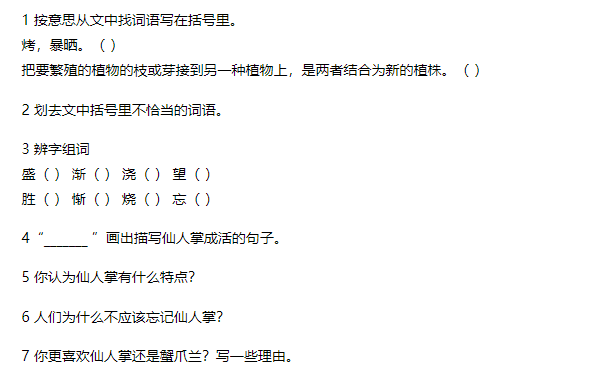 1 按意思从文中找词语写在括号里。
烤，暴晒。（ ）
把要繁殖的植物的枝或芽接到另一种植物上，是两者结合为新的植株。（ ）
2 划去文中括号里不恰当的词语。
3 辨字组词
盛（ ） 渐（ ） 浇（ ） 望（ ）
胜（ ） 惭（ ） 烧（ ） 忘（ ）
4 “_______ ”画出描写仙人掌成活的句子。
5 你认为仙人掌有什么特点？
6 人们为什么不应该忘记仙人掌？
7 你更喜欢仙人掌还是蟹爪兰？写一些理由。